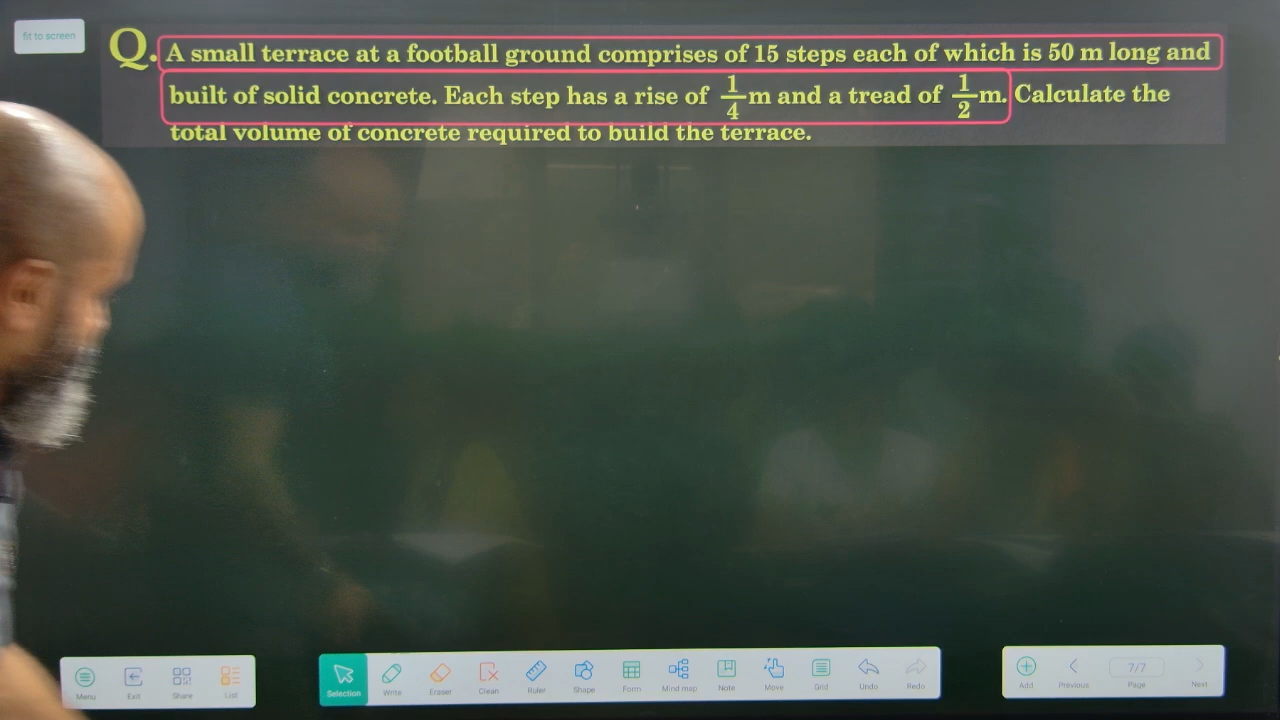 fit to screen
Q. A small terrace at a football ground comprises of 15 steps each of which is 50 m long and
built of solid concrete. Each step has a rise of 1/4 m and a tread of 1/2 m. Calculate the
total volume of concrete required to build the terrace.
Menu Exit Share List Selection Write Eraser Clean Ruler Shape Form Mind map Note Move Grid Undo Redo Add Previous 7/7 Page Next